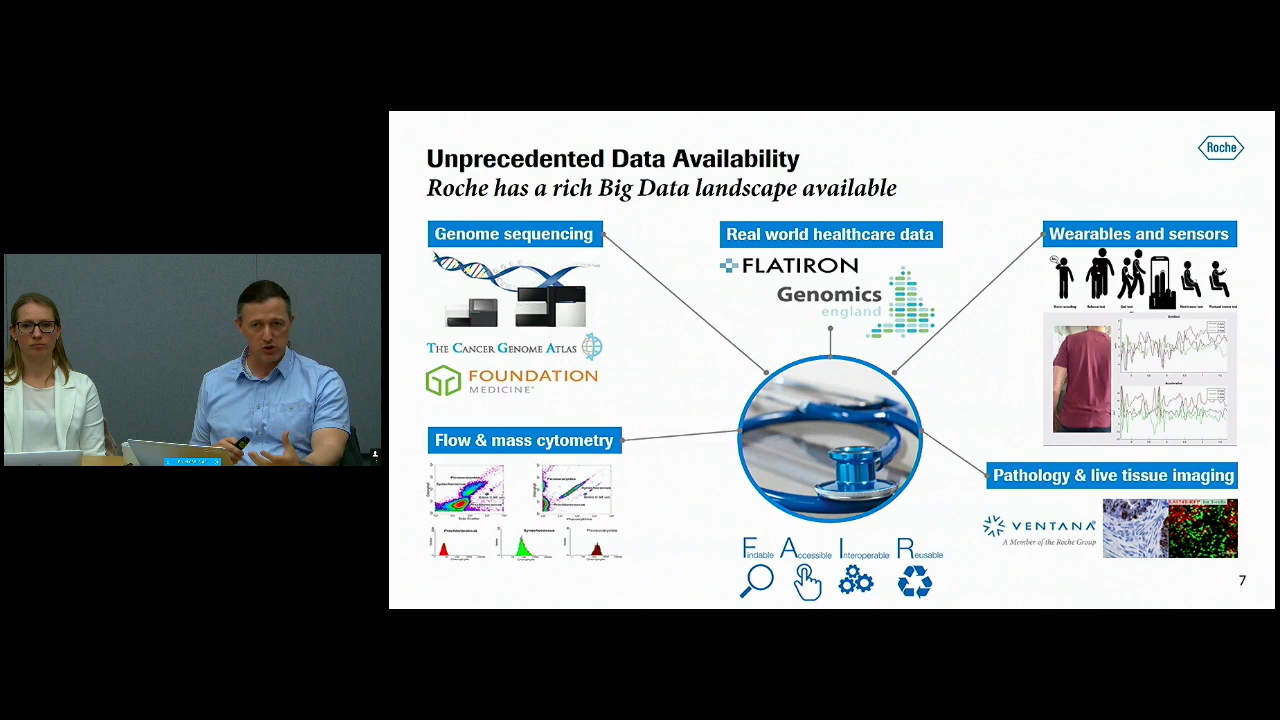 Unprecedented Data Availability
Roche
Roche has a rich Big Data landscape available
Genome sequencing
Real world healthcare data
Wearables and sensors
FLATIRON
Genomics
england
THE CANCER GENOME ATLAS
FOUNDATION
MEDICINE
Flow & mass cytometry
Pathology & live tissue imaging
VENTANA
A Member of the Roche Group
Findable Accessible Interoperable Reusable
7